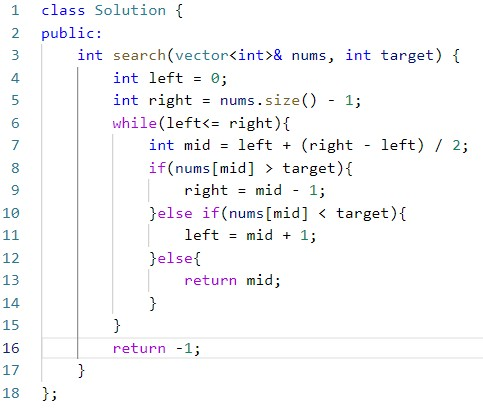 1 class Solution {
2 public:
3     int search(vector<int>& nums, int target) {
4         int left = 0;
5         int right = nums.size() - 1;
6         while(left<= right){
7             int mid = left + (right - left) / 2;
8             if(nums[mid] > target){
9                 right = mid - 1;
10             }else if(nums[mid] < target){
11                 left = mid + 1;
12             }else{
13                 return mid;
14             }
15         }
16         return -1;
17     }
18 };